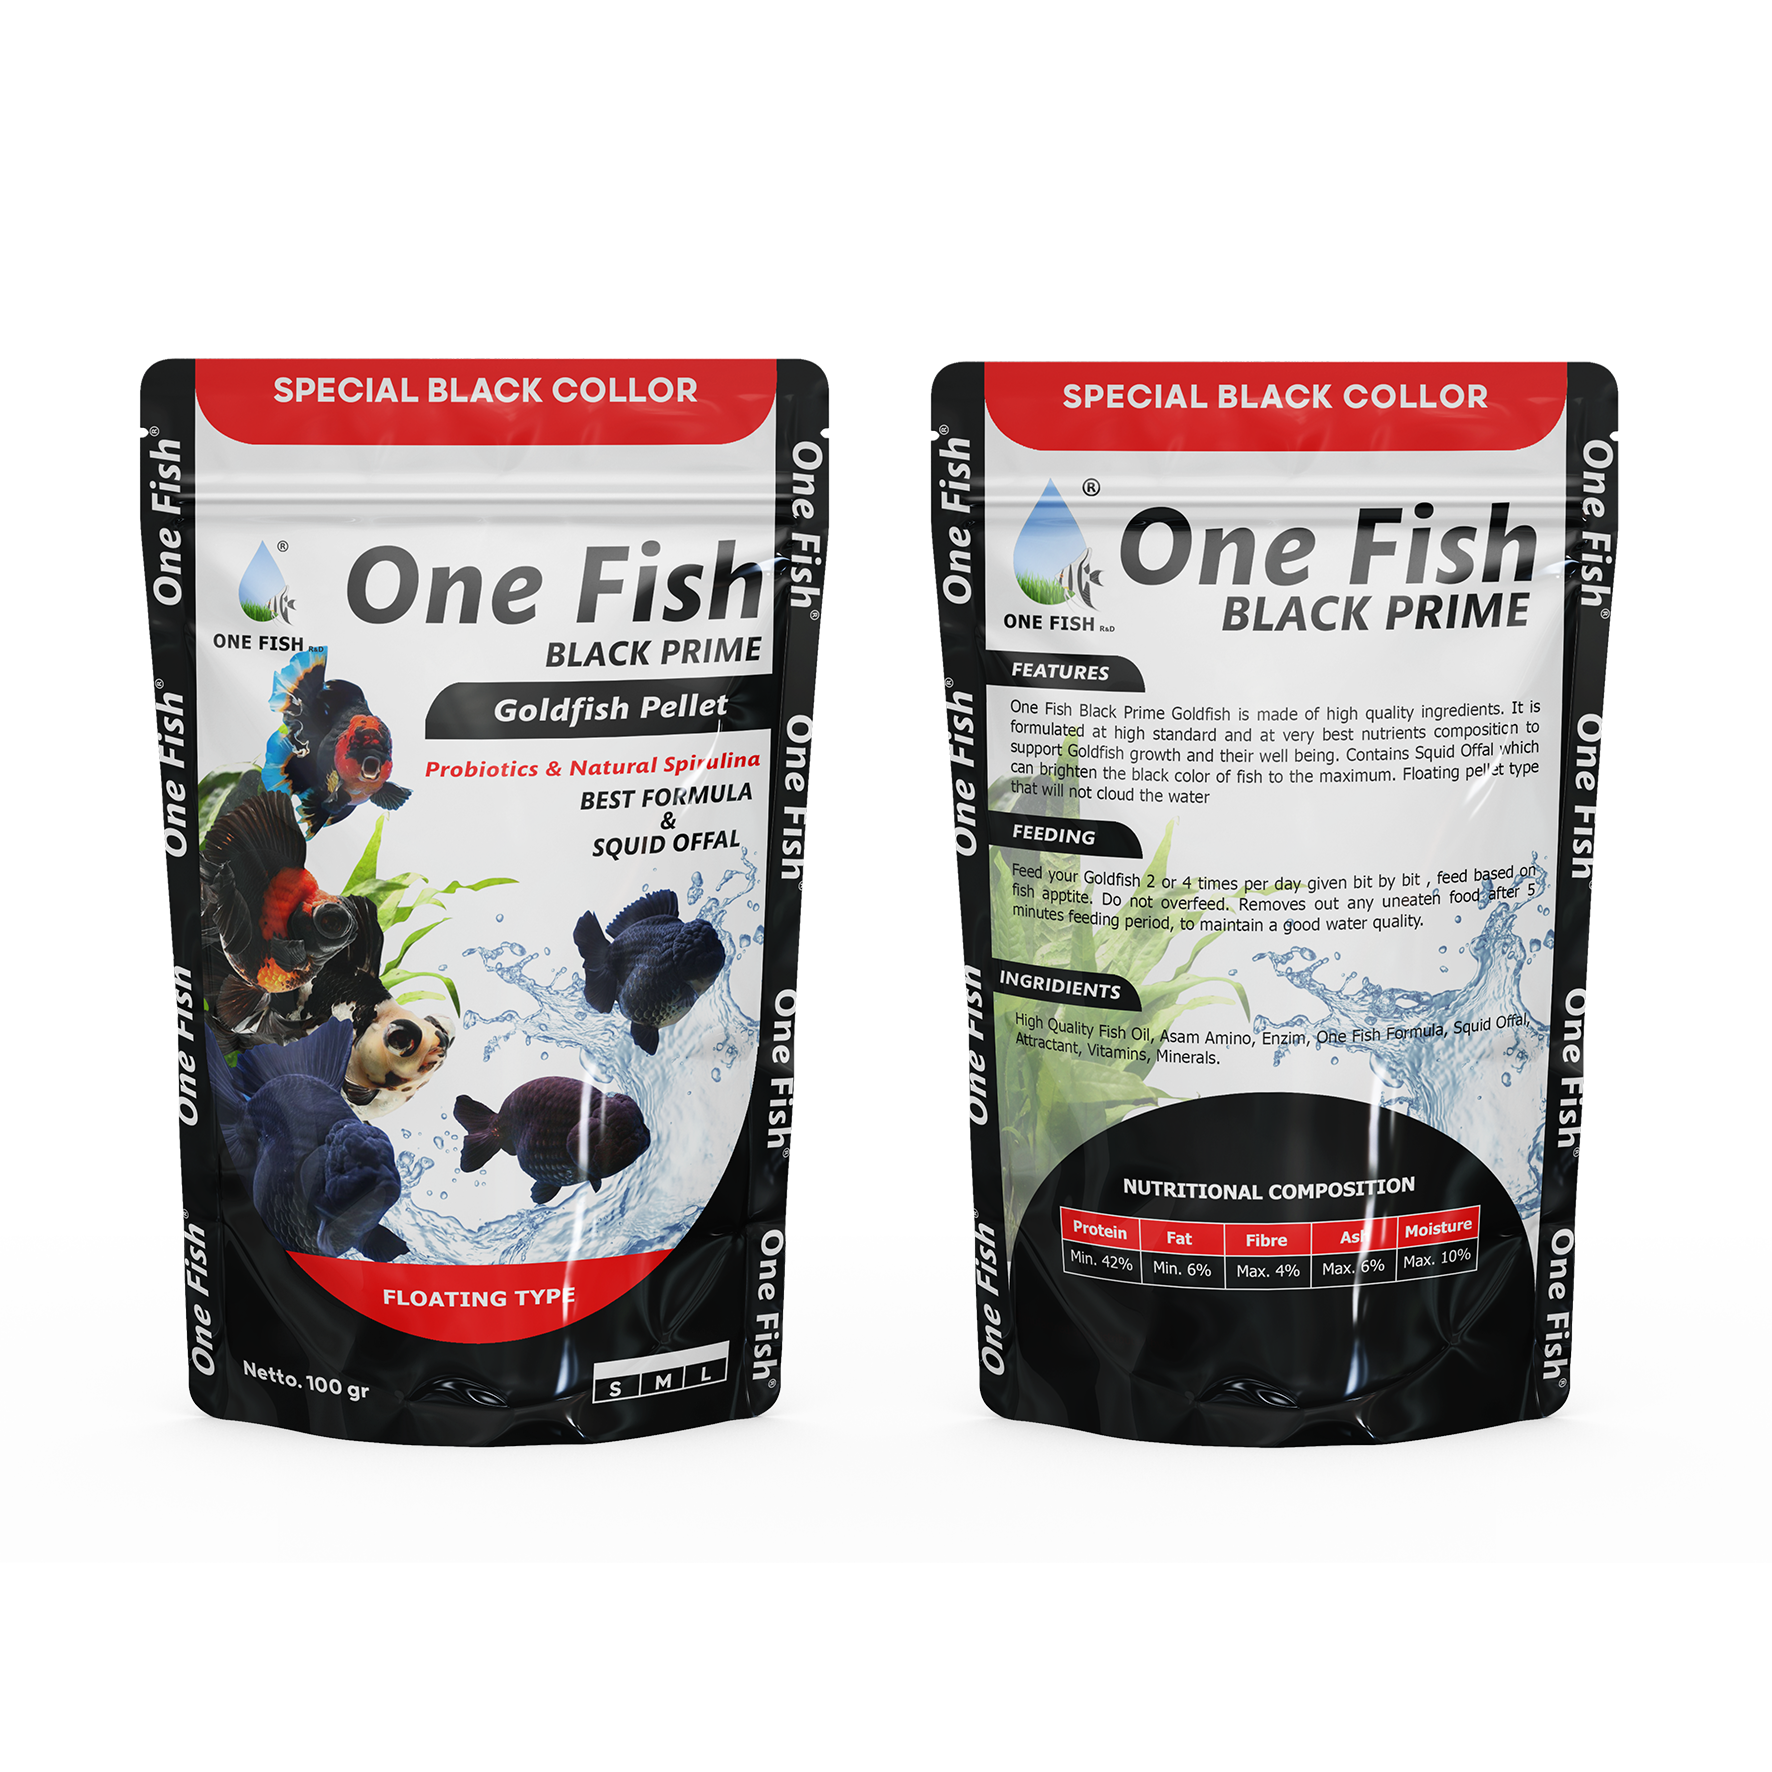 SPECIAL BLACK COLLOR
One Fish®
One Fish®
One Fish
One Fish®
®
ONE FISH R&D
One Fish
BLACK PRIME
Goldfish Pellet
Probiotics & Natural Spirulina
BEST FORMULA
&
SQUID OFFAL
FLOATING TYPE
Netto. 100 gr
S M L
One Fish®
One Fish®
One Fish®
One Fish®
SPECIAL BLACK COLLOR
One Fish®
One Fish®
One Fish
One Fish®
®
ONE FISH R&D
One Fish
BLACK PRIME
FEATURES
One Fish Black Prime Goldfish is made of high quality ingredients. It is
formulated at high standard and at very best nutrients composition to
support Goldfish growth and their well being. Contains Squid Offal which
can brighten the black color of fish to the maximum. Floating pellet type
that will not cloud the water
FEEDING
Feed your Goldfish 2 or 4 times per day given bit by bit , feed based on
fish apptite. Do not overfeed. Removes out any uneaten food after 5
minutes feeding period, to maintain a good water quality.
INGRIDIENTS
High Quality Fish Oil, Asam Amino, Enzim, One Fish Formula, Squid Offal,
Attractant, Vitamins, Minerals.
NUTRITIONAL COMPOSITION
Protein Fat Fibre Ash Moisture
Min. 42% Min. 6% Max. 4% Max. 6% Max. 10%
One Fish®
One Fish®
One Fish®
One Fish®